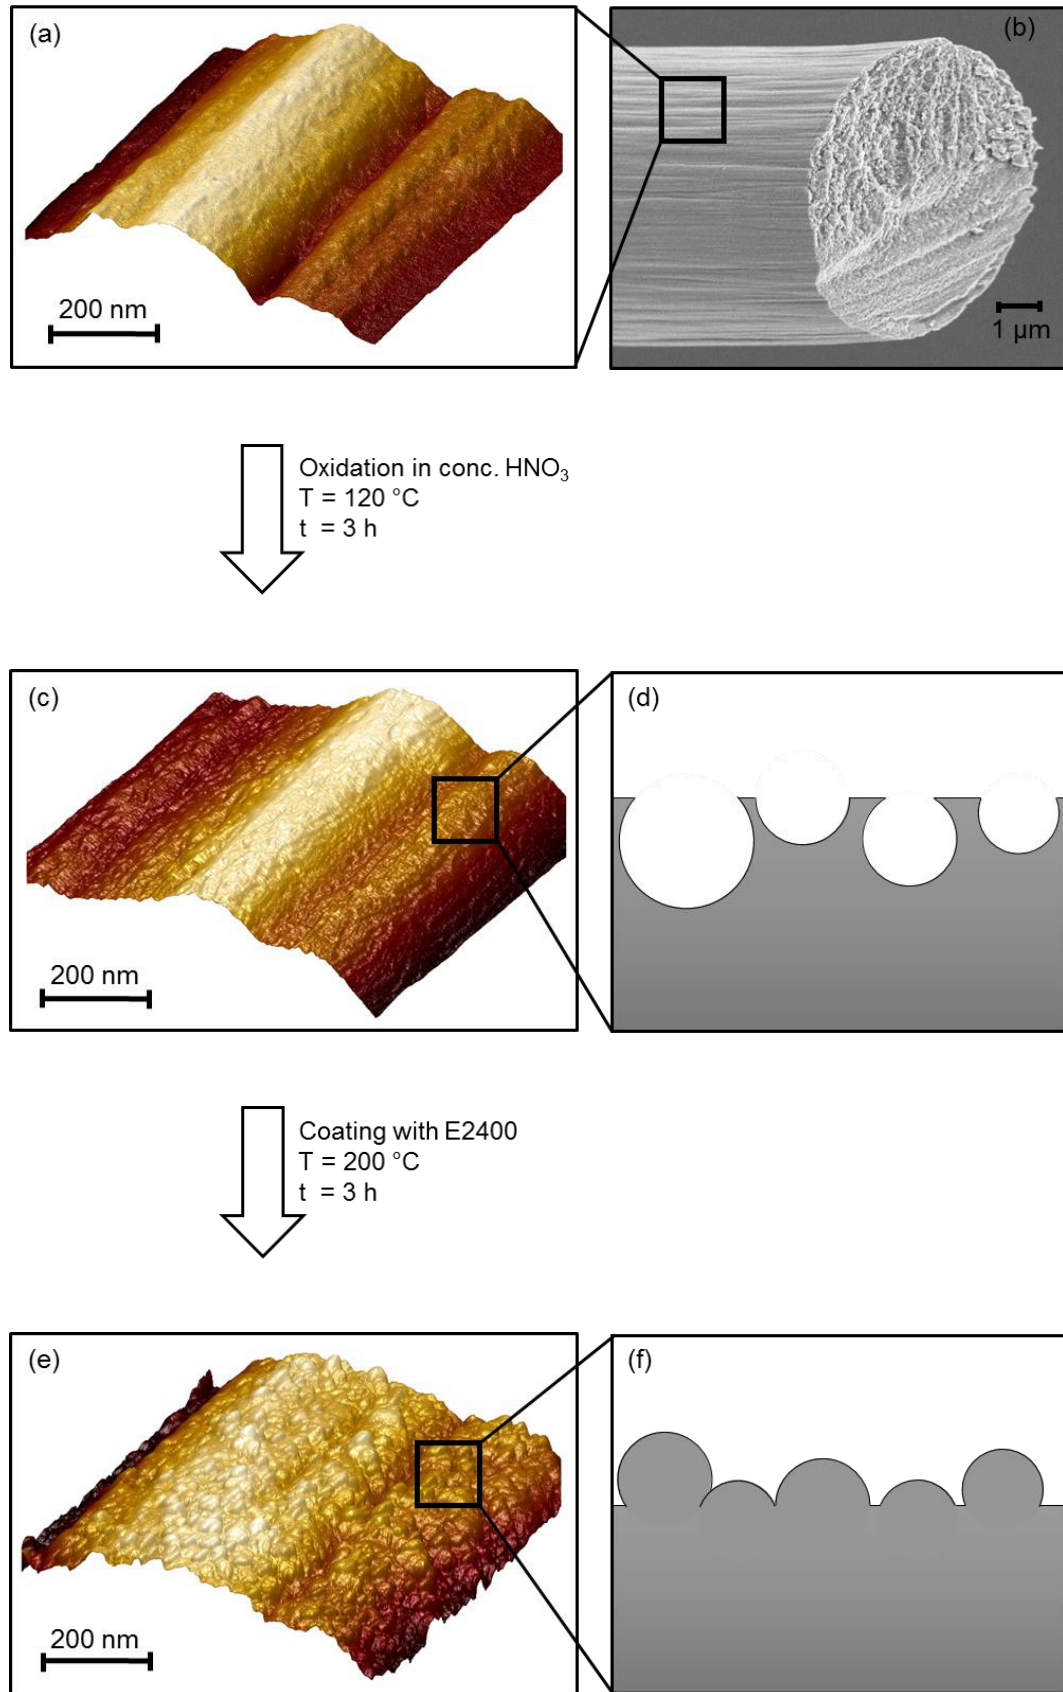 (a)
(b)
200 nm
1 µm
Oxidation in conc. HNO₃
T = 120 °C
t = 3 h
(c)
(d)
200 nm
Coating with E2400
T = 200 °C
t = 3 h
(e)
(f)
200 nm